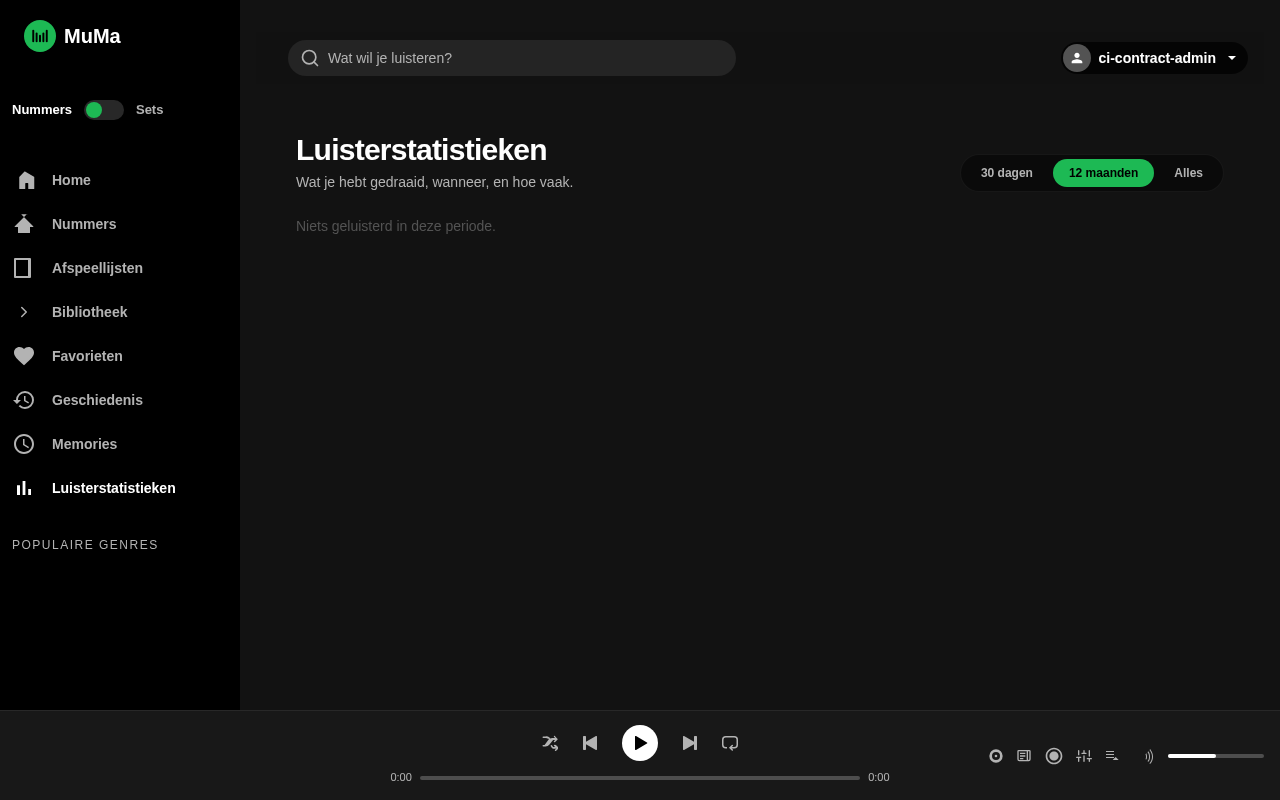 MuMa
Wat wil je luisteren?
ci-contract-admin
Nummers
Sets
Home
Nummers
Afspeellijsten
Bibliotheek
Favorieten
Geschiedenis
Memories
Luisterstatistieken
POPULAIRE GENRES
Luisterstatistieken
Wat je hebt gedraaid, wanneer, en hoe vaak.
30 dagen
12 maanden
Alles
Niets geluisterd in deze periode.
0:00
0:00